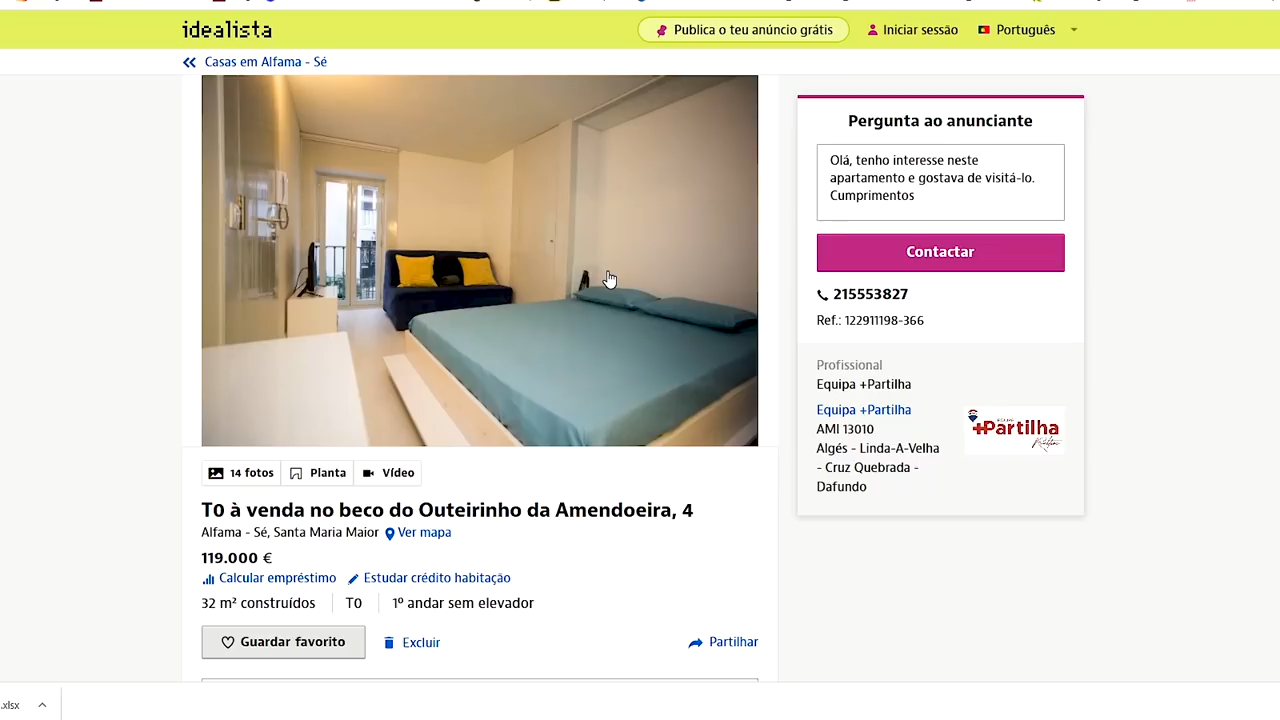 idealista
Publica o teu anúncio grátis
Iniciar sessão
Português
Casas em Alfama - Sé
Pergunta ao anunciante
Olá, tenho interesse neste
apartamento e gostava de visitá-lo.
Cumprimentos
Contactar
215553827
Ref.: 122911198-366
Profissional
Equipa +Partilha
Equipa +Partilha
AMI 13010
Algés - Linda-A-Velha
- Cruz Quebrada -
Dafundo
+Partilha
14 fotos
Planta
Vídeo
T0 à venda no beco do Outeirinho da Amendoeira, 4
Alfama - Sé, Santa Maria Maior
Ver mapa
119.000 €
Calcular empréstimo
Estudar crédito habitação
32 m² construídos
T0
1º andar sem elevador
Guardar favorito
Excluir
Partilhar
.xlsx